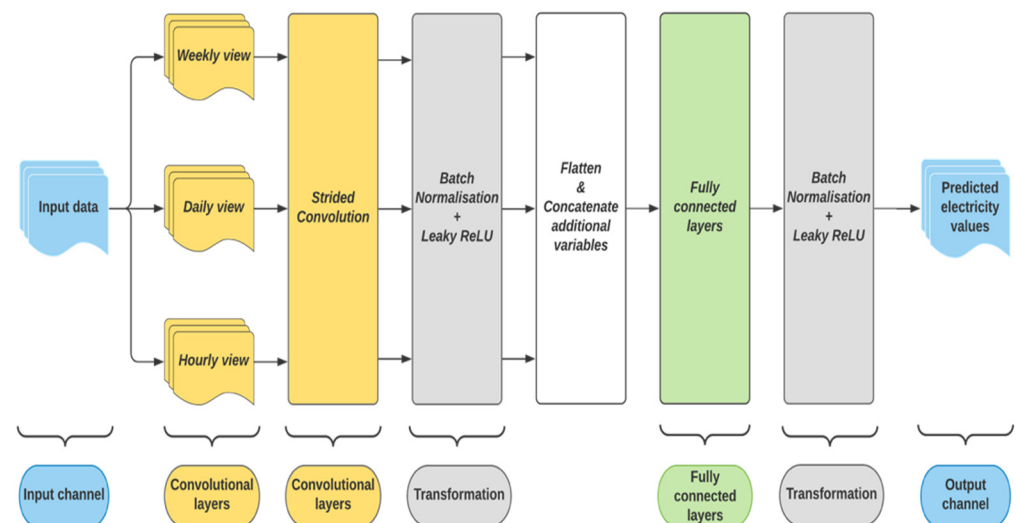 Weekly view
Input data
Daily view
Hourly view
Strided
Convolution
Batch
Normalisation
+
Leaky ReLU
Flatten
&
Concatenate
additional
variables
Fully
connected
layers
Batch
Normalisation
+
Leaky ReLU
Predicted
electricity
values
Input channel
Convolutional
layers
Convolutional
layers
Transformation
Fully
connected
layers
Transformation
Output
channel